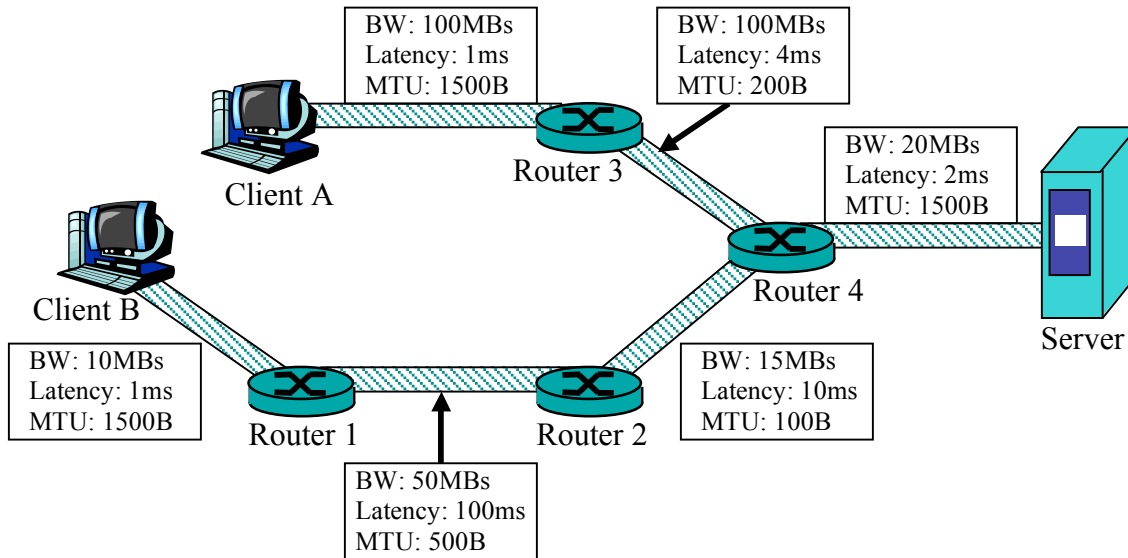 BW: 100MBs
Latency: 1ms
MTU: 1500B
BW: 100MBs
Latency: 4ms
MTU: 200B
Client A
Router 3
BW: 20MBs
Latency: 2ms
MTU: 1500B
Client B
Router 4
Server
BW: 10MBs
Latency: 1ms
MTU: 1500B
Router 1
Router 2
BW: 15MBs
Latency: 10ms
MTU: 100B
BW: 50MBs
Latency: 100ms
MTU: 500B